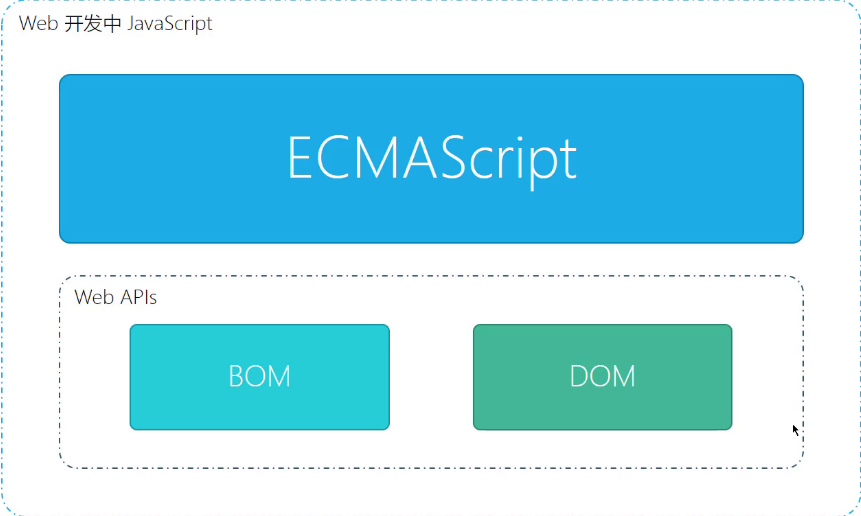 Web 开发中 JavaScript
ECMAScript
Web APIs
BOM
DOM